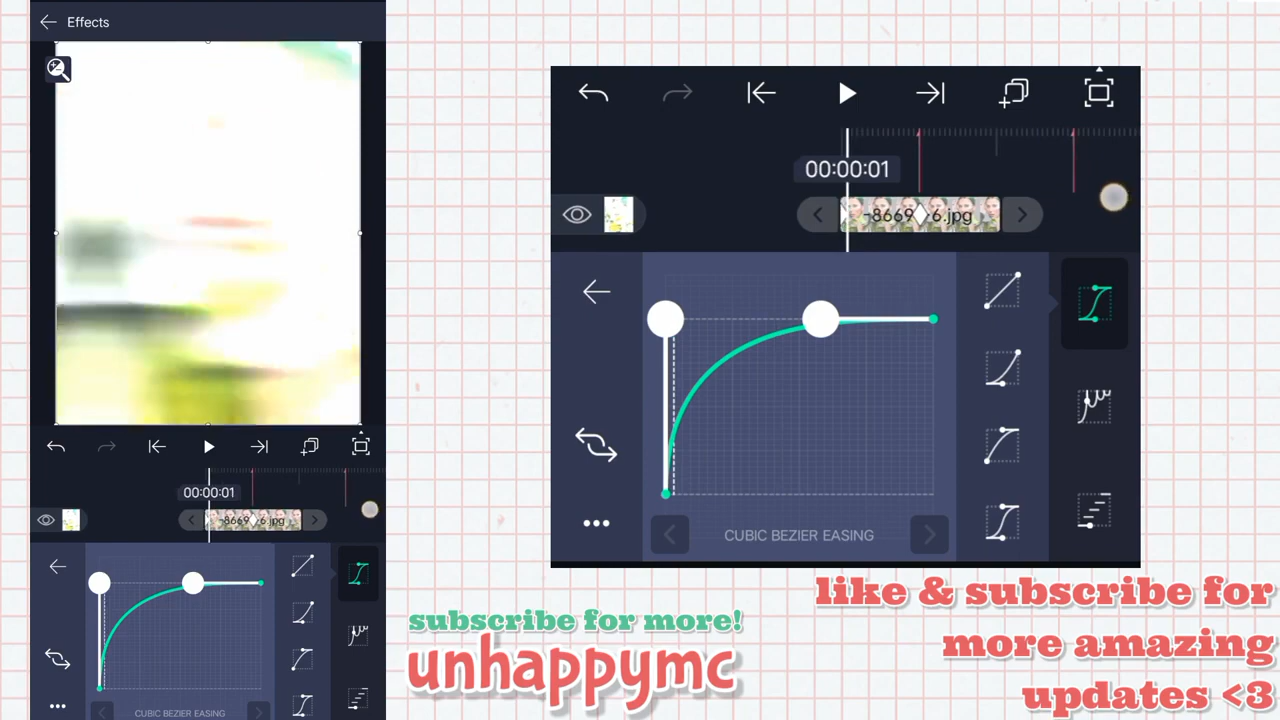 Effects
00:00:01
-8669 6.jpg
CUBIC BEZIER EASING
00:00:01
-8669 6.jpg
CUBIC BEZIER EASING
subscribe for more!
unhappymc
like & subscribe for
more amazing
updates <3